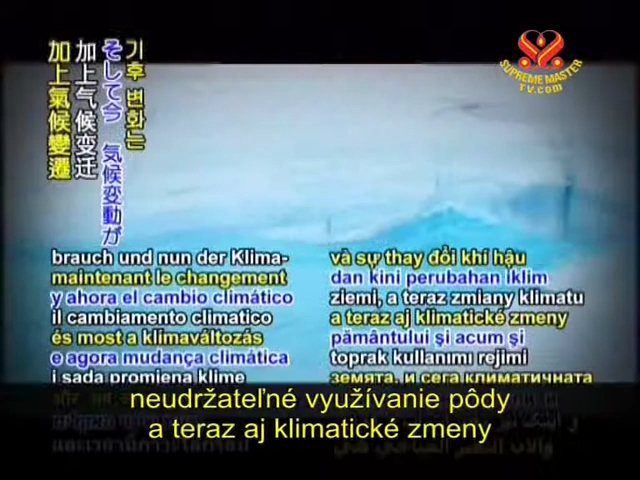 기후 변화는
そして今 気候変動が
加上气候变迁
加上氣候變遷
SUPREME MASTER
TV.com
brauch und nun der Klima-
maintenant le changement
y ahora el cambio climático
il cambiamento climatico
és most a klímaváltozás
e agora mudança climática
i sada promjena klime
và sự thay đổi khí hậu
dan kini perubahan iklim
ziemi, a teraz zmiany klimatu
a teraz aj klimatické zmeny
pământului şi acum şi
toprak kullanımı rejimi
земята, и сега климатичната
neudržateľné využívanie pôdy
a teraz aj klimatické zmeny